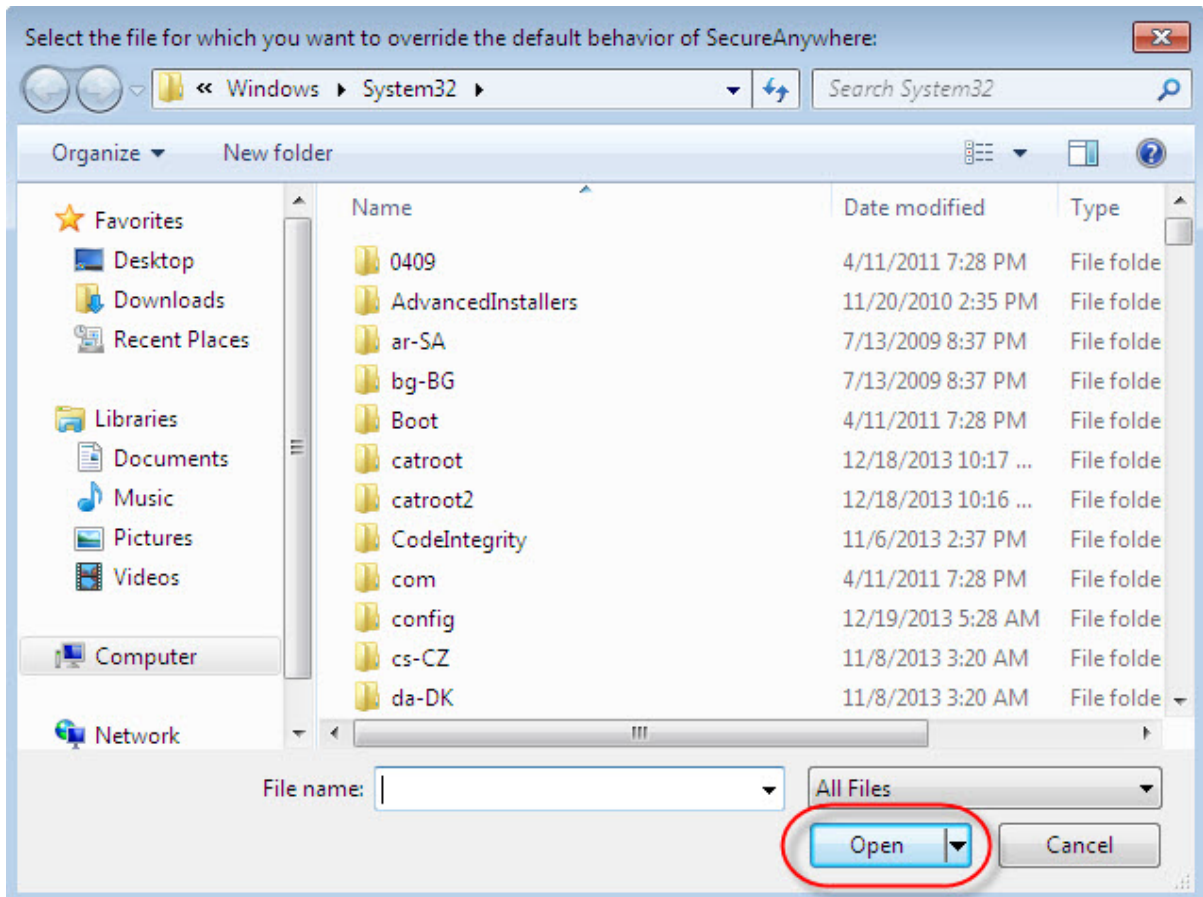 Select the file for which you want to override the default behavior of SecureAnywhere:
« Windows System32 Search System32
Organize New folder
Name Date modified Type
Favorites
Desktop 0409 4/11/2011 7:28 PM File folde
Downloads AdvancedInstallers 11/20/2010 2:35 PM File folde
Recent Places ar-SA 7/13/2009 8:37 PM File folde
bg-BG 7/13/2009 8:37 PM File folde
Libraries Boot 4/11/2011 7:28 PM File folde
Documents catroot 12/18/2013 10:17 ... File folde
Music catroot2 12/18/2013 10:16 ... File folde
Pictures CodeIntegrity 11/6/2013 2:37 PM File folde
Videos com 4/11/2011 7:28 PM File folde
config 12/19/2013 5:28 AM File folde
Computer cs-CZ 11/8/2013 3:20 AM File folde
da-DK 11/8/2013 3:20 AM File folde
Network
File name: All Files
Open Cancel